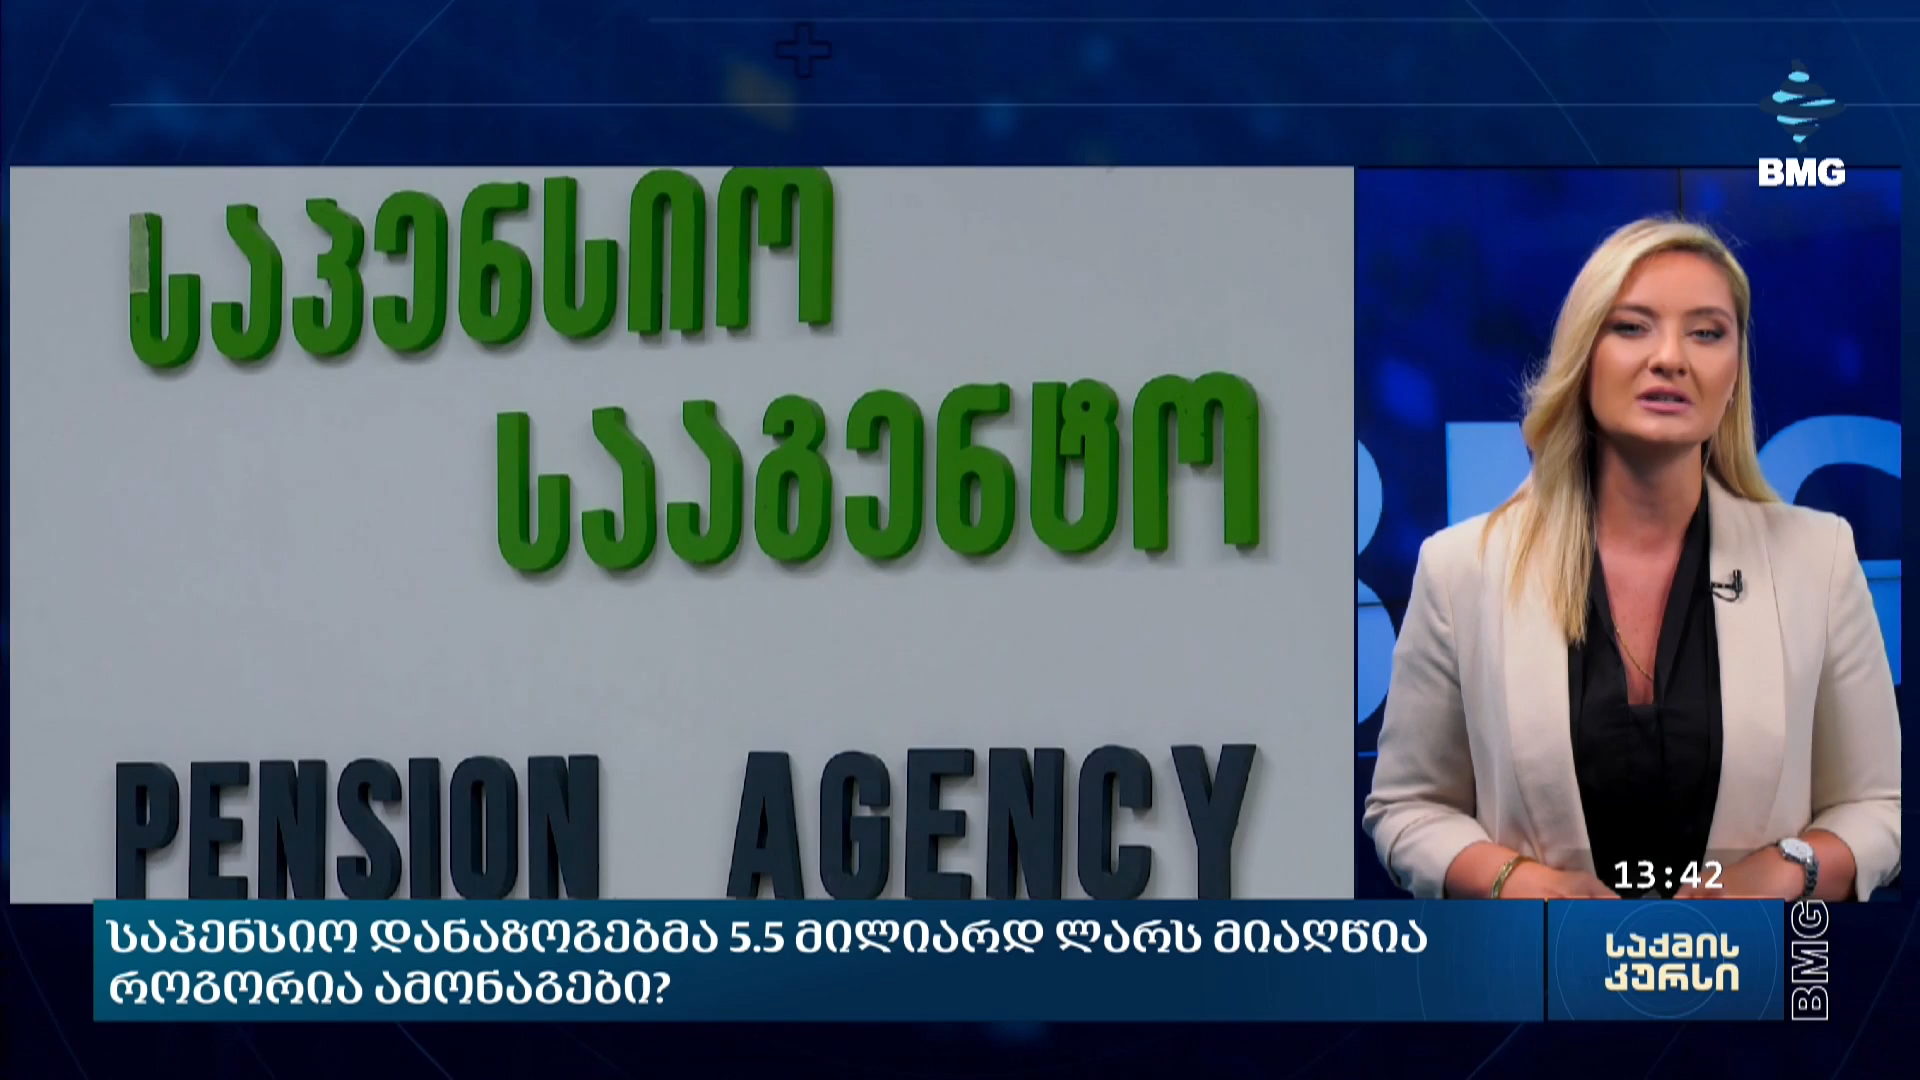 BMG
საპენსიო
სააგენტო
PENSION AGENCY
13:42
საპენსიო დანაზოგებმა 5.5 მილიარდ ლარს მიაღწია
როგორია ამონაგები?
საქმის
კურსი
BMG